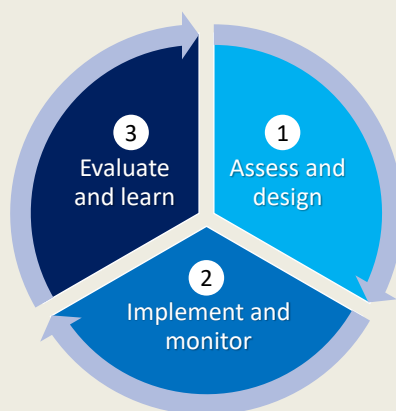 1
Assess and
design
2
Implement and
monitor
3
Evaluate
and learn